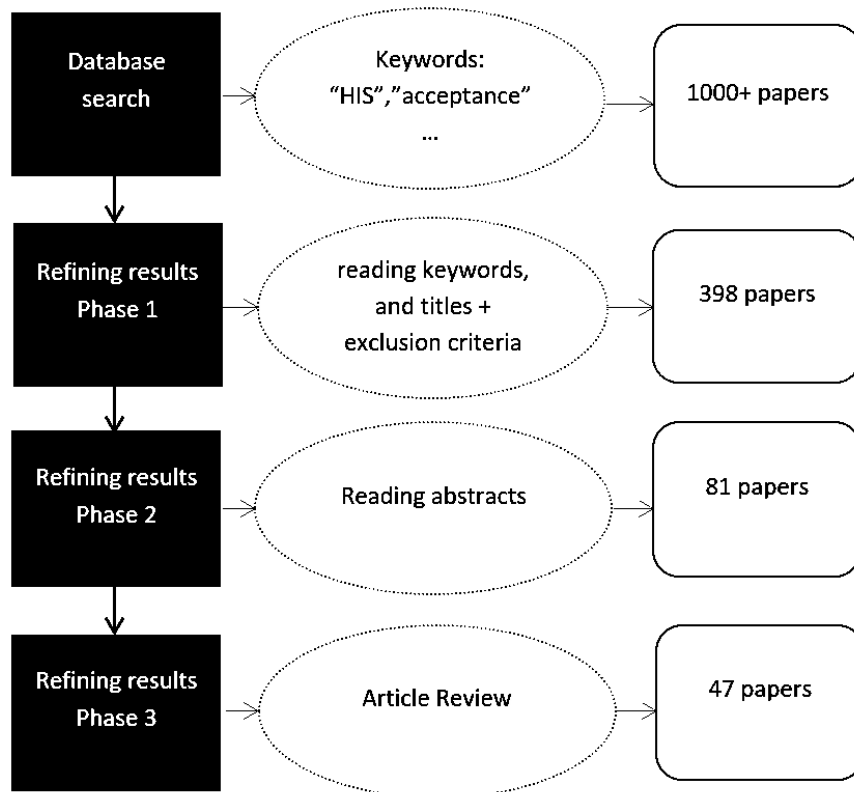 Database
search
Keywords:
“HIS”,”acceptance”
...
1000+ papers
Refining results
Phase 1
reading keywords,
and titles +
exclusion criteria
398 papers
Refining results
Phase 2
Reading abstracts
81 papers
Refining results
Phase 3
Article Review
47 papers